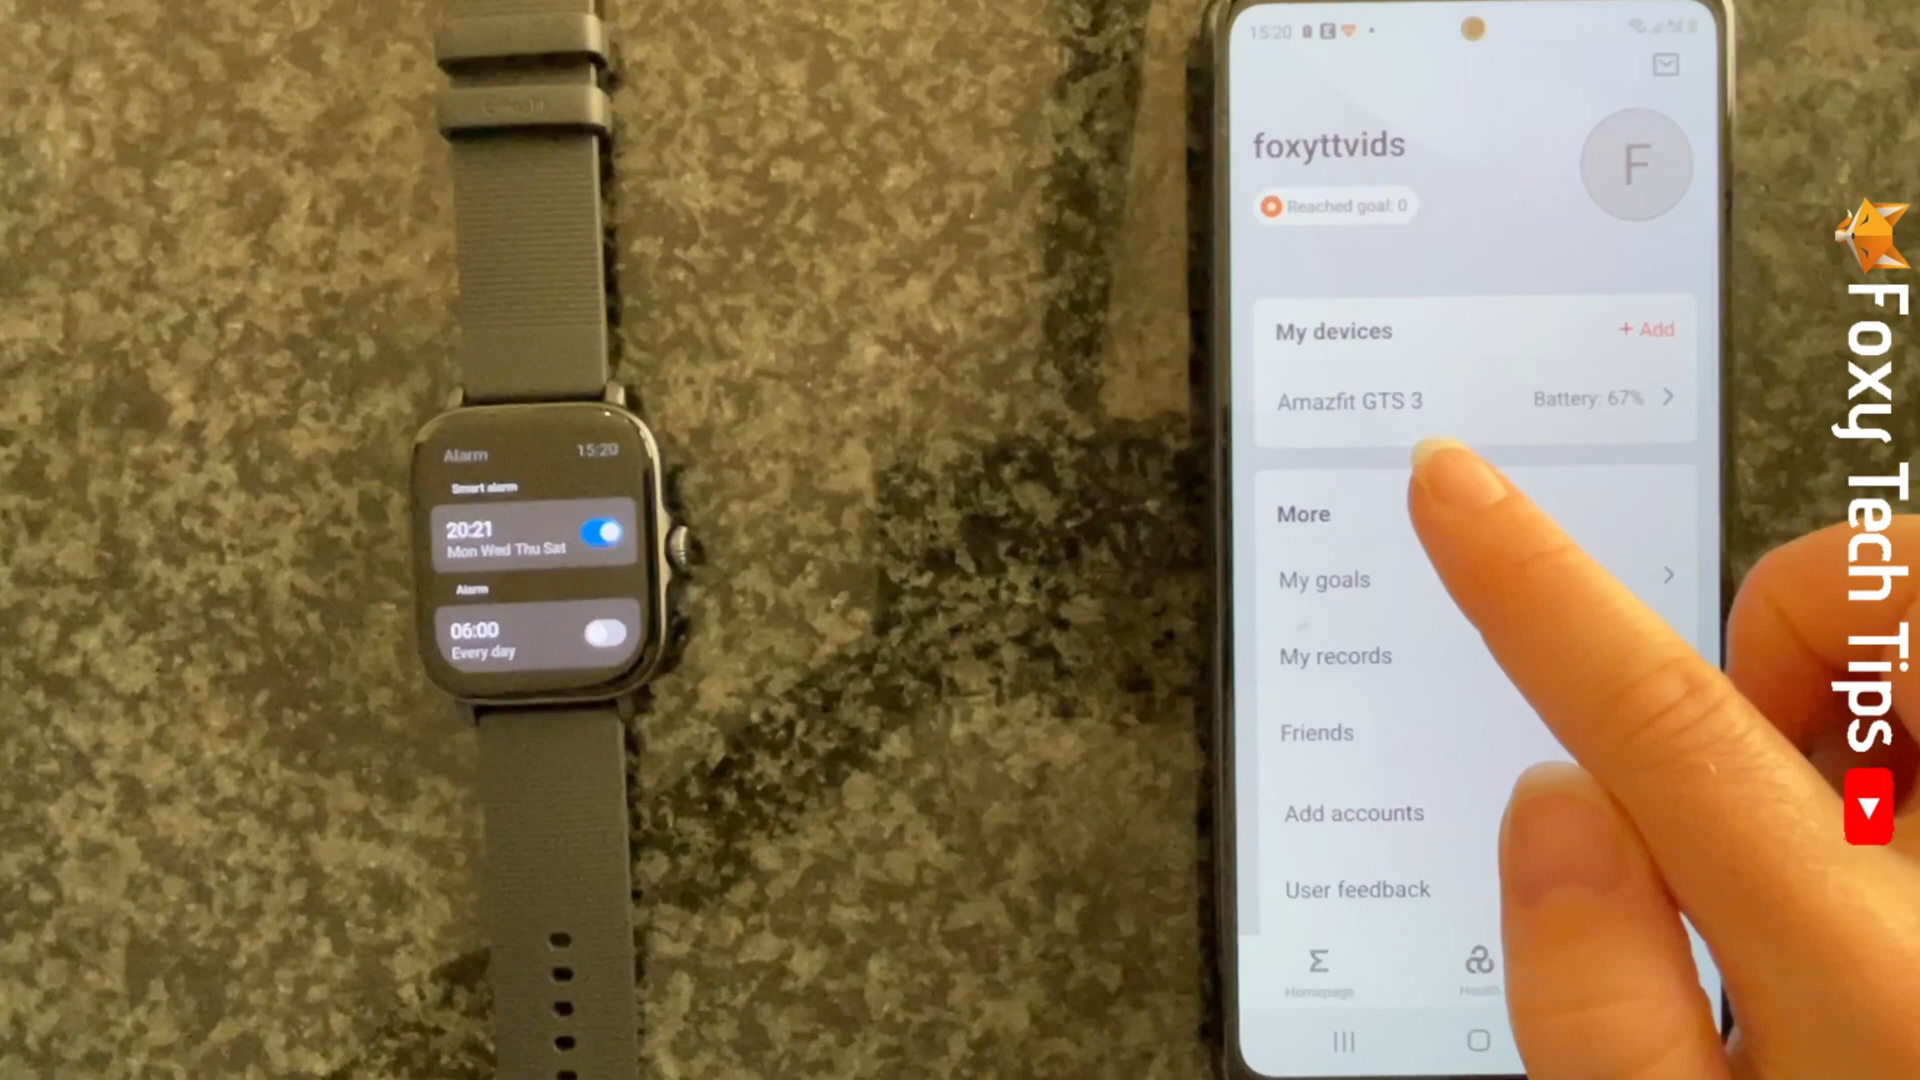 Alarm 15:20
Smart alarm
20:21
Mon Wed Thu Sat
Alarm
06:00
Every day
15:20
foxyttvids
F
Reached goal: 0
My devices + Add
Amazfit GTS 3 Battery: 67%
More
My goals
My records
Friends
Add accounts
User feedback
Homepage Health
Foxy Tech Tips